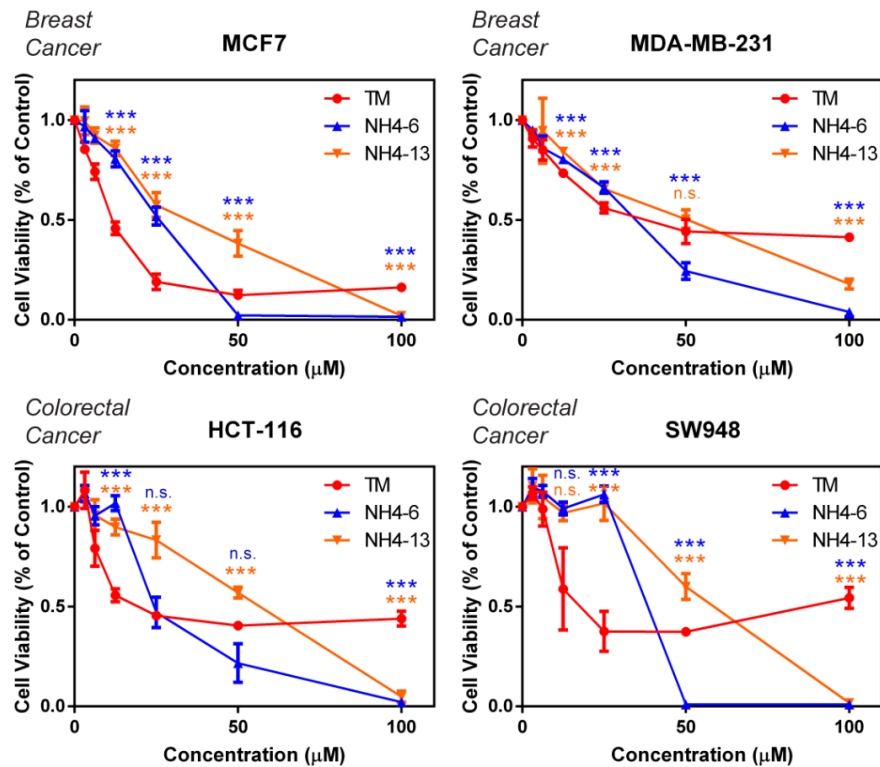 Breast
Cancer
MCF7
Cell Viability (% of Control)
1.0
0.5
0.0
0
50
100
Concentration (μM)
TM
NH4-6
NH4-13
***
***
***
***
***
***
***
***
MDA-MB-231
Breast
Cancer
Cell Viability (% of Control)
1.0
0.5
0.0
0
50
100
Concentration (μM)
TM
NH4-6
NH4-13
***
***
***
***
***
n.s.
***
***
Colorectal
Cancer
HCT-116
Cell Viability (% of Control)
1.0
0.5
0.0
0
50
100
Concentration (μM)
TM
NH4-6
NH4-13
***
***
n.s.
***
n.s.
***
***
***
Colorectal
Cancer
SW948
Cell Viability (% of Control)
1.0
0.5
0.0
0
50
100
Concentration (μM)
TM
NH4-6
NH4-13
n.s.
n.s.
***
***
***
***
***
***